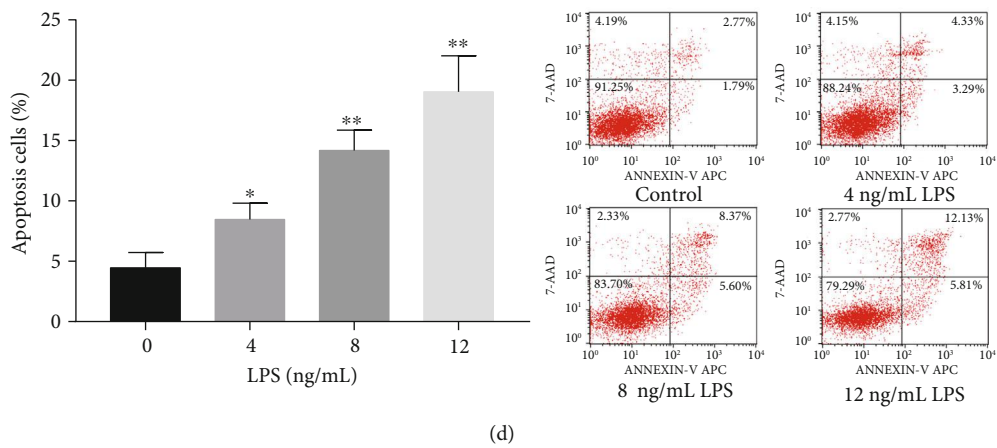 25
20
15
10
5
0
Apoptosis cells (%)
*
**
**
0 4 8 12
LPS (ng/mL)
10⁴
10³
10²
10¹
10⁰
7-AAD
4.19% 2.77%
91.25% 1.79%
10⁰ 10¹ 10² 10³ 10⁴
ANNEXIN-V APC
Control
10⁴
10³
10²
10¹
10⁰
7-AAD
4.15% 4.33%
88.24% 3.29%
10⁰ 10¹ 10² 10³ 10⁴
ANNEXIN-V APC
4 ng/mL LPS
10⁴
10³
10²
10¹
10⁰
7-AAD
2.33% 8.37%
83.70% 5.60%
10⁰ 10¹ 10² 10³ 10⁴
ANNEXIN-V APC
8 ng/mL LPS
10⁴
10³
10²
10¹
10⁰
7-AAD
2.77% 12.13%
79.29% 5.81%
10⁰ 10¹ 10² 10³ 10⁴
ANNEXIN-V APC
12 ng/mL LPS
(d)